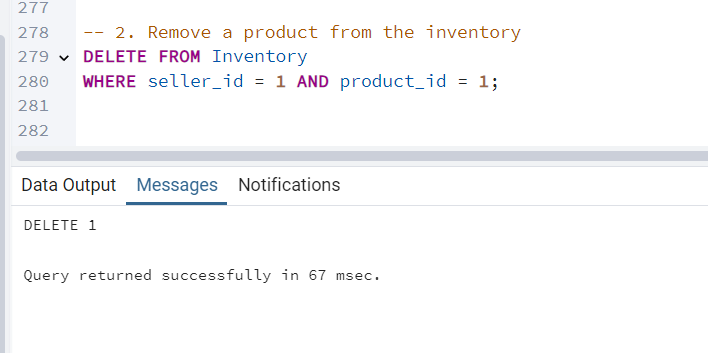 277
278 -- 2. Remove a product from the inventory
279 DELETE FROM Inventory
280 WHERE seller_id = 1 AND product_id = 1;
281
282
Data Output Messages Notifications
DELETE 1
Query returned successfully in 67 msec.